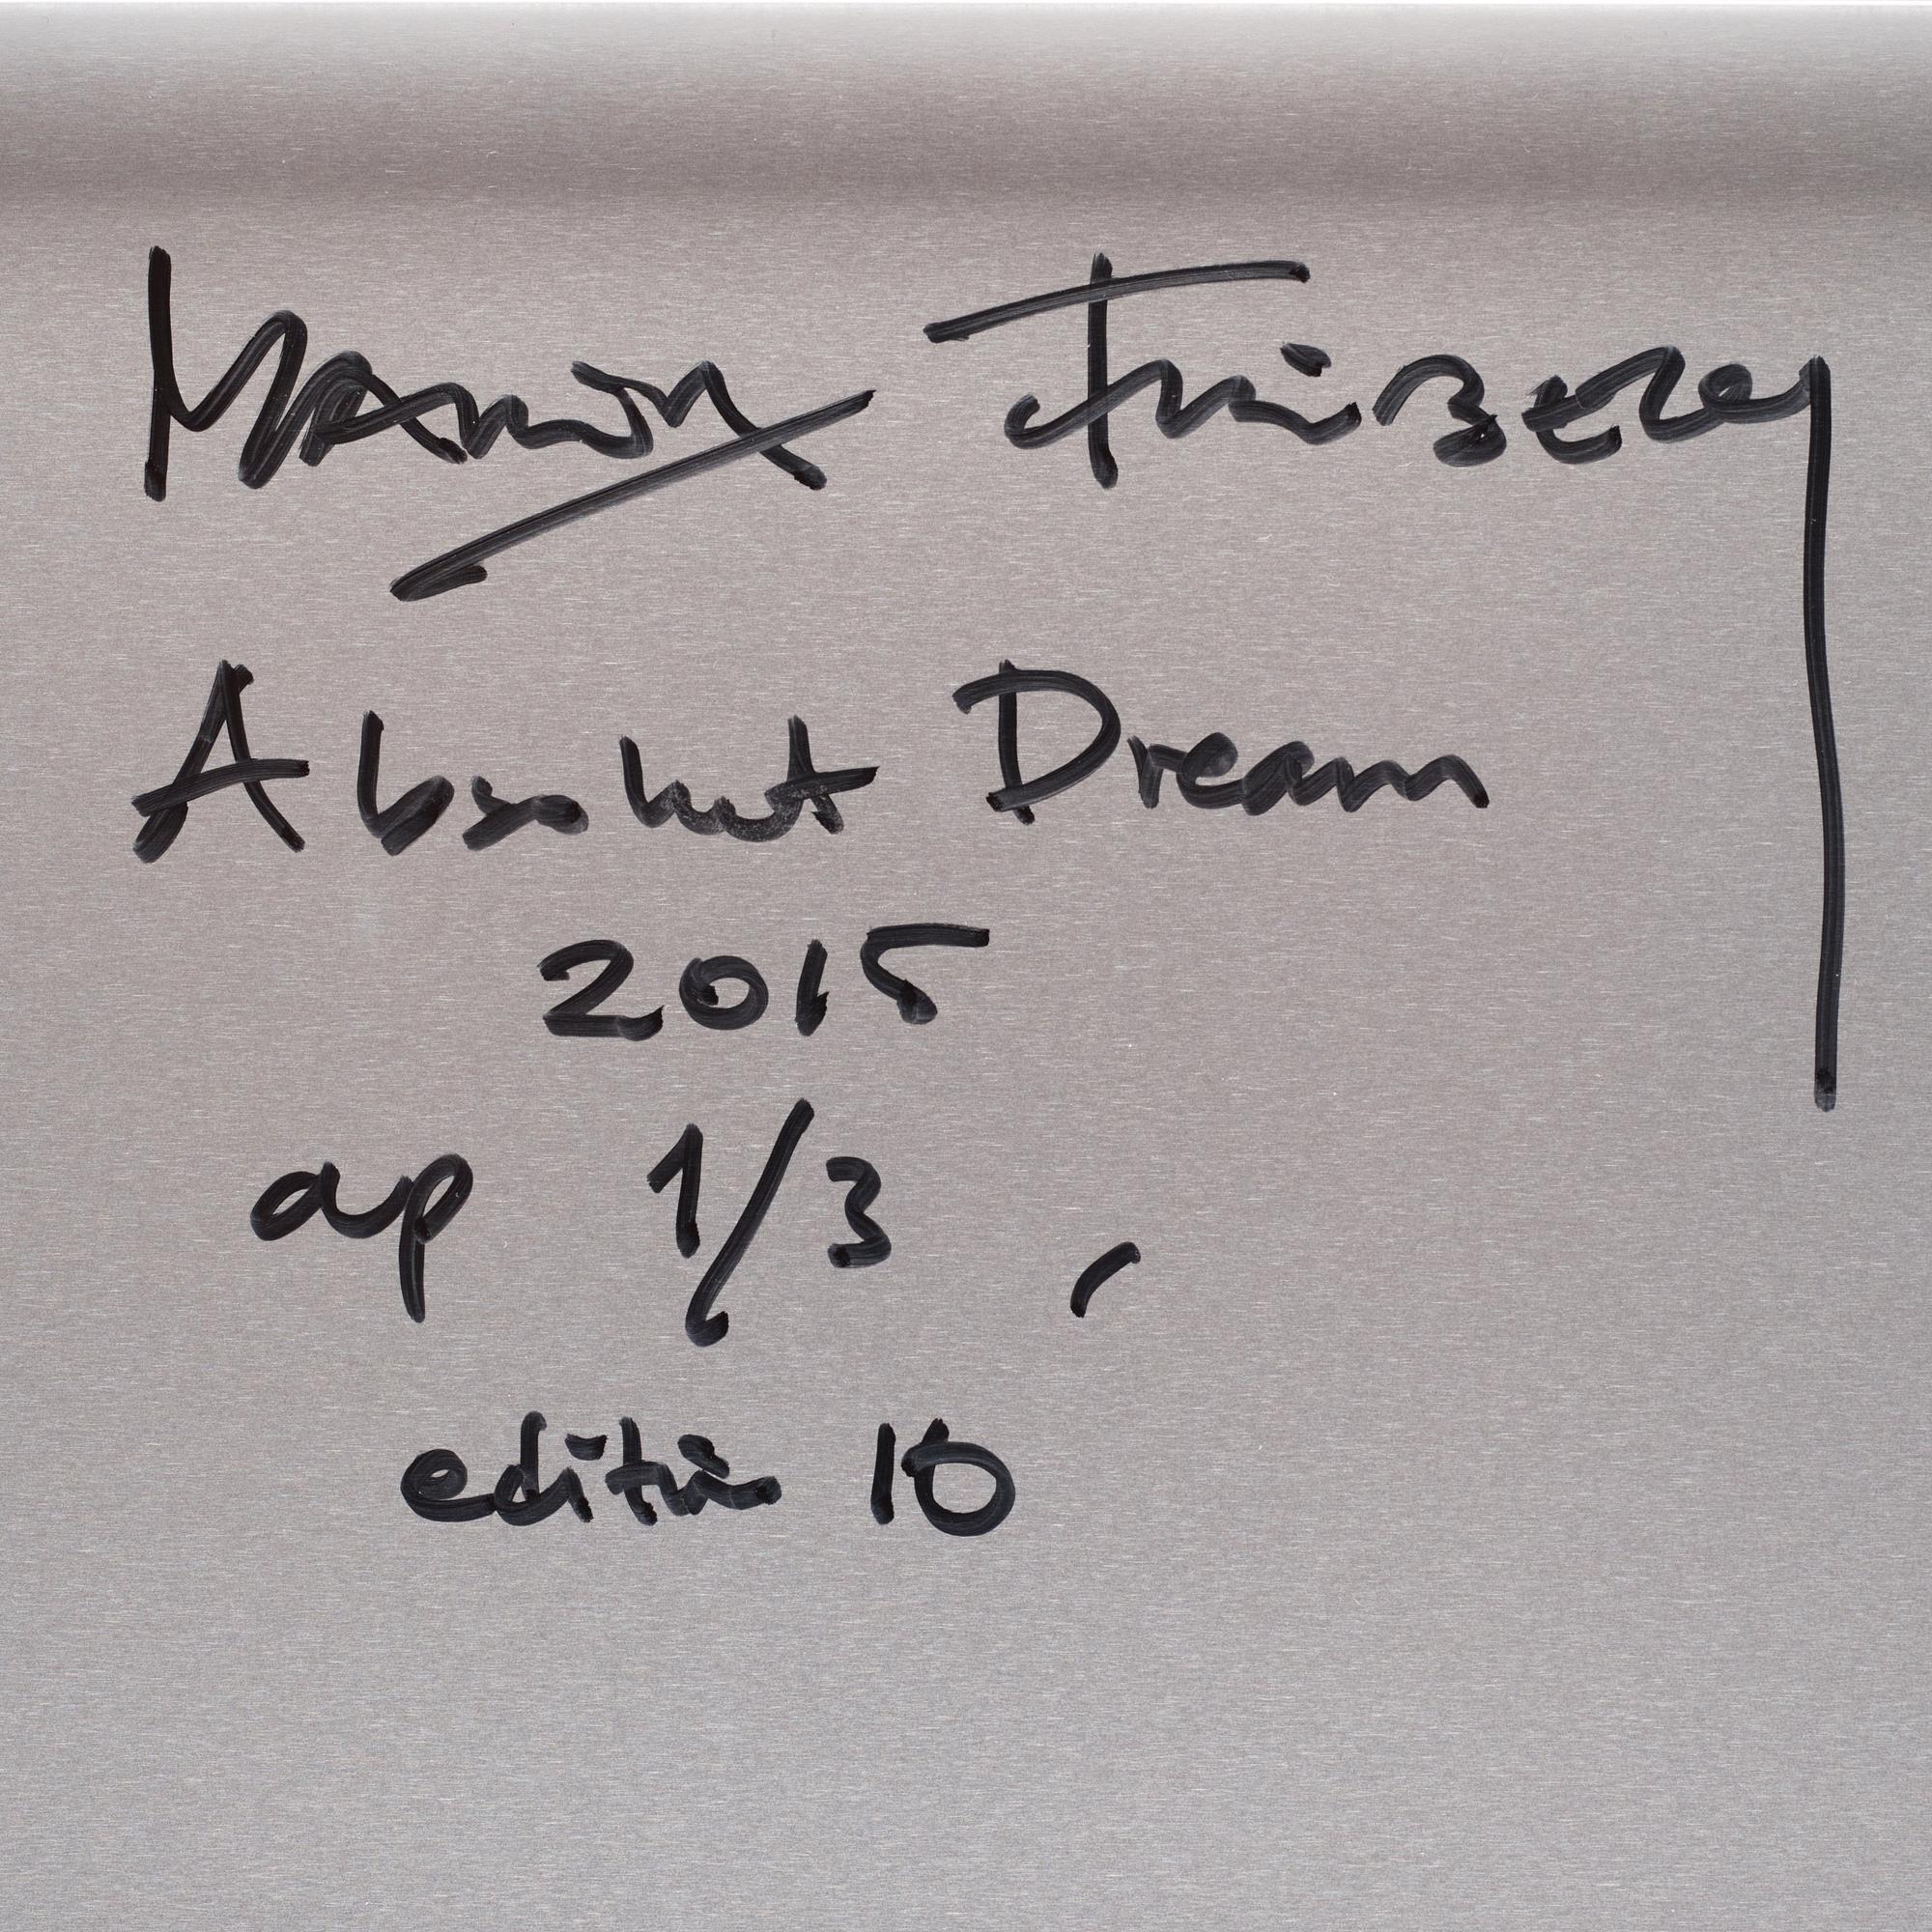 Absolut Dream
2015
ap 1/3
edition 10